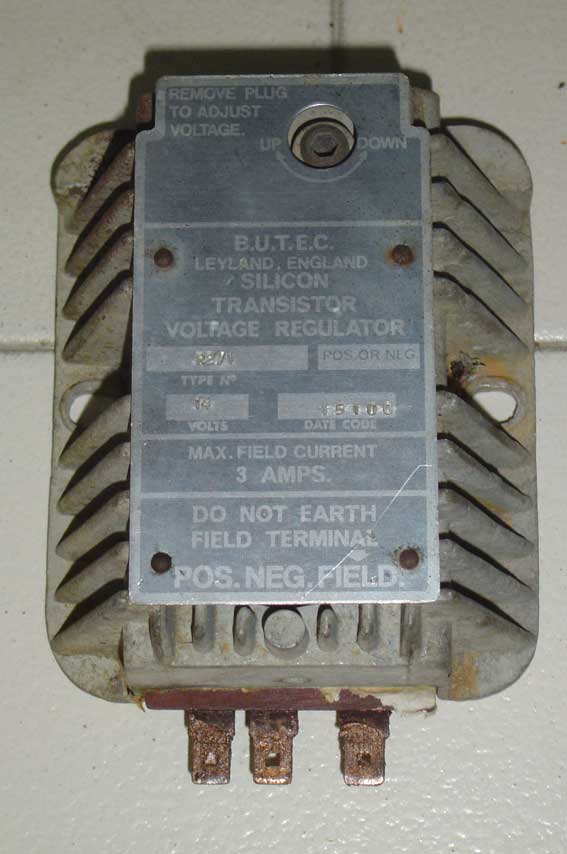 REMOVE PLUG
TO ADJUST
VOLTAGE.
UP DOWN
B.U.T.E.C.
LEYLAND, ENGLAND
SILICON
TRANSISTOR
VOLTAGE REGULATOR
POS. OR NEG.
TYPE Nº
14
VOLTS DATE CODE
MAX. FIELD CURRENT
3 AMPS.
DO NOT EARTH
FIELD TERMINAL
POS. NEG. FIELD.